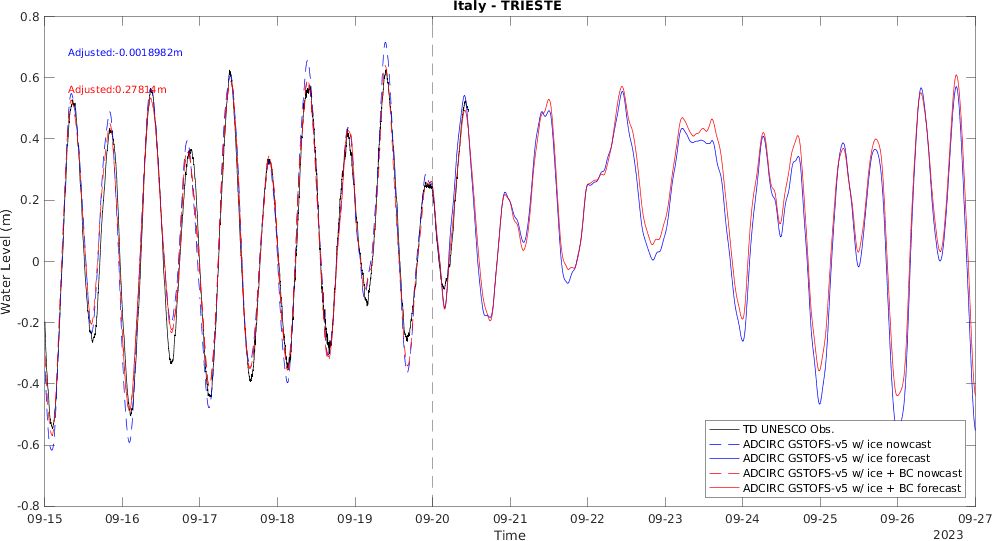 Italy - TRIESTE
Water Level (m)
0.8
0.6
0.4
0.2
0
-0.2
-0.4
-0.6
-0.8
Adjusted:-0.0018982m
Adjusted:0.27814m
TD UNESCO Obs.
ADCIRC GSTOFS-v5 w/ ice nowcast
ADCIRC GSTOFS-v5 w/ ice forecast
ADCIRC GSTOFS-v5 w/ ice + BC nowcast
ADCIRC GSTOFS-v5 w/ ice + BC forecast
09-15 09-16 09-17 09-18 09-19 09-20 09-21 09-22 09-23 09-24 09-25 09-26 09-27
Time
2023